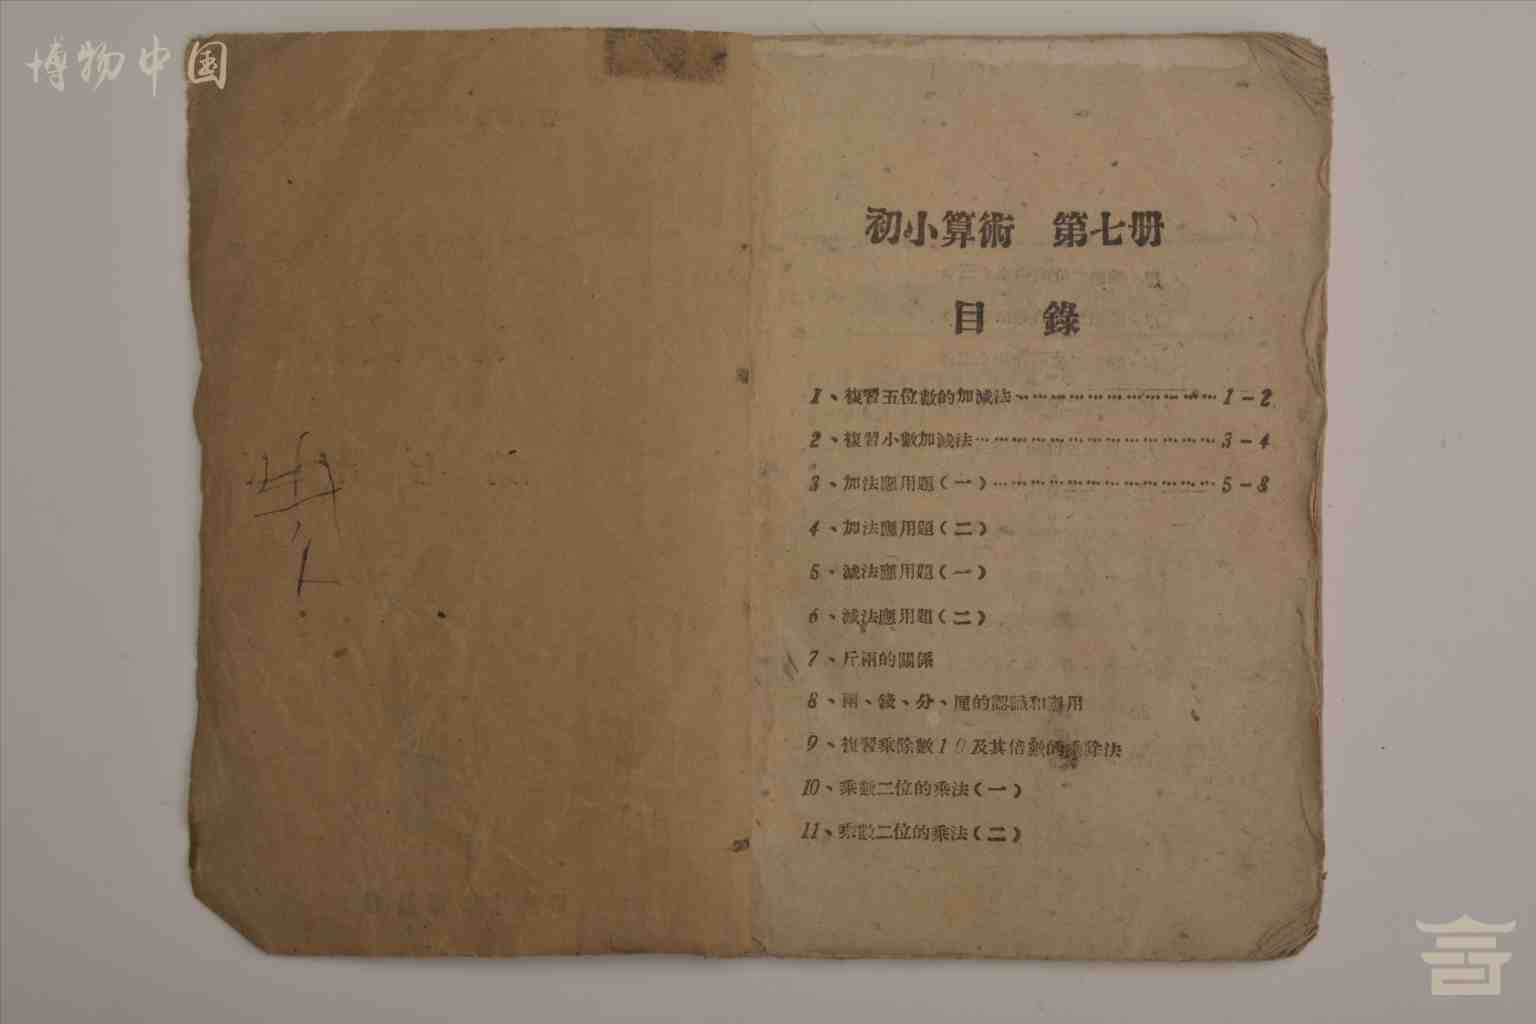 博物中国
初小算術 第七册
目 錄
1、複習五位數的加減法……………………………1-2
2、複習小數加減法…………………………………3-4
3、加法應用題(一)………………………………5-8
4、加法應用題(二)
5、減法應用題(一)
6、減法應用題(二)
7、斤兩的關係
8、兩、錢、分、厘的認識和應用
9、複習乘除數10及其倍數的乘除法
10、乘數二位的乘法(一)
11、乘數二位的乘法(二)